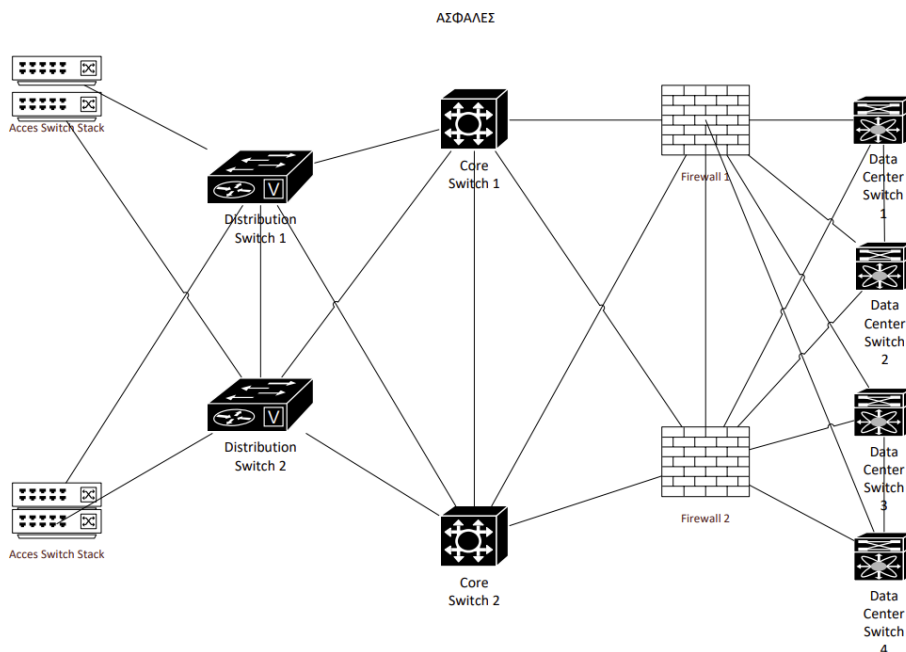 ΑΣΦΑΛΕΣ
Acces Switch Stack
Distribution
Switch 1
Core
Switch 1
Firewall 1
Data
Center
Switch
1
Data
Center
Switch
2
Distribution
Switch 2
Data
Center
Switch
3
Acces Switch Stack
Core
Switch 2
Firewall 2
Data
Center
Switch
4
V
V